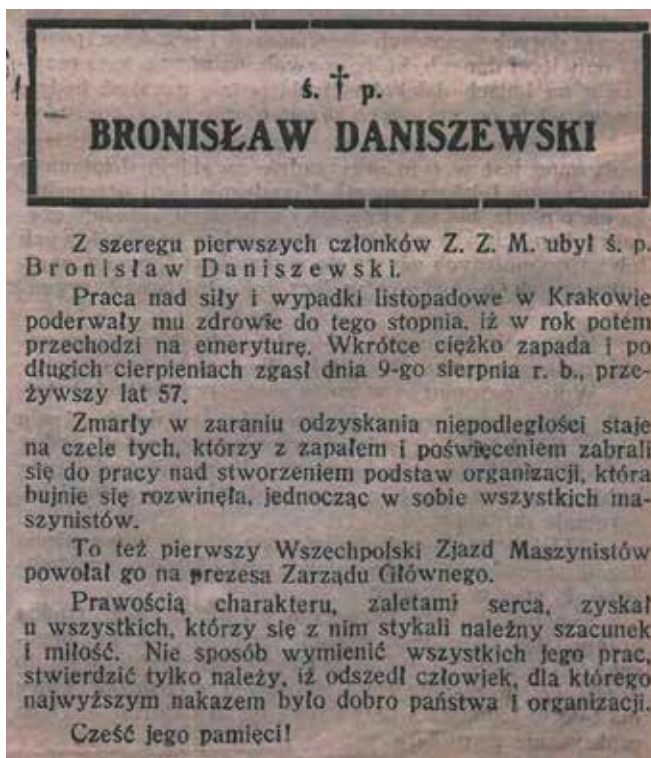 ś. † p.
BRONISŁAW DANISZEWSKI
Z szeregu pierwszych członków Z. Z. M. ubył ś. p.
Bronisław Daniszewski.
Praca nad siły i wypadki listopadowe w Krakowie
poderwały mu zdrowie do tego stopnia, iż w rok potem
przechodzi na emeryturę. Wkrótce ciężko zapada i po
długich cierpieniach zgasł dnia 9-go sierpnia r. b., prze-
żywszy lat 57.
Zmarły w zaraniu odzyskania niepodległości staje
na czele tych, którzy z zapałem i poświęceniem zabrali
się do pracy nad stworzeniem podstaw organizacji, która
bujnie się rozwinęła, jednocząc w sobie wszystkich ma-
szynistów.
To też pierwszy Wszechpolski Zjazd Maszynistów
powołał go na prezesa Zarządu Głównego.
Prawością charakteru, zaletami serca, zyskał
u wszystkich, którzy się z nim stykali należny szacunek
i miłość. Nie sposób wymienić wszystkich jego prac,
stwierdzić tylko należy, iż odszedł człowiek, dla którego
najwyższym nakazem było dobro państwa i organizacji.
Cześć jego pamięci!